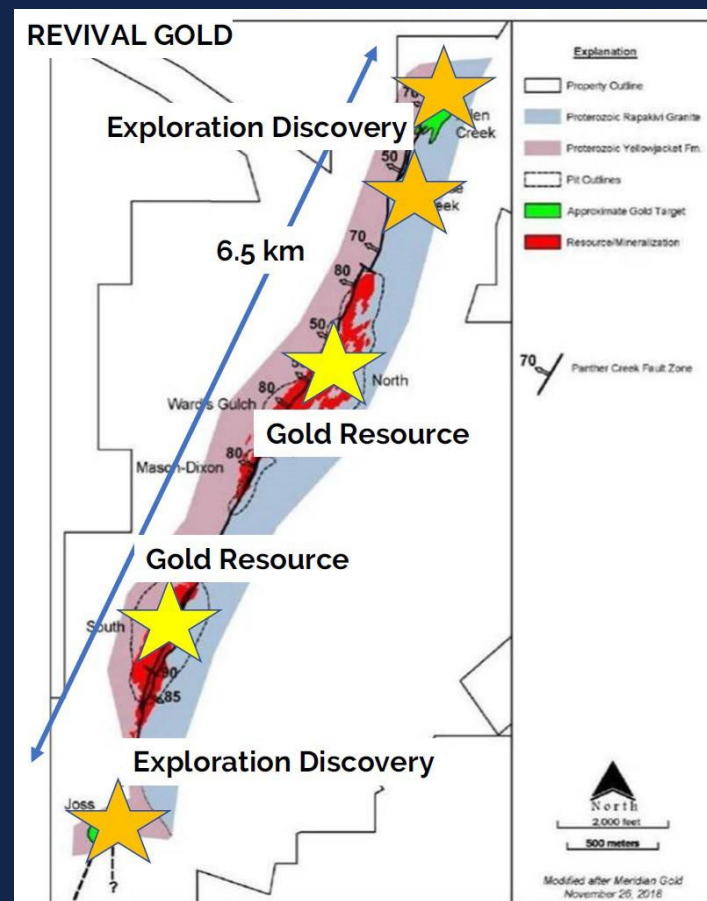 REVIVAL GOLD
Exploration Discovery
70
Creek
50
6.5 km
70
80
50
North
80
Ward's Gulch
Gold Resource
80
Mason-Dixon
Gold Resource
South
90
85
Exploration Discovery
Joss
?
Explanation
Property Outline
Proterozoic Rapakivi Granite
Proterozoic Yellowjacket Fm.
Pit Outlines
Approximate Gold Target
Resource/Mineralization
70
Panther Creek Fault Zone
North
2,000 feet
500 meters
Modified after Meridian Gold
November 26, 2018